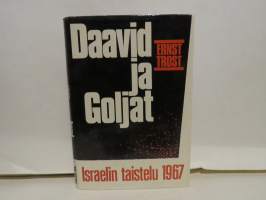 Daavid
ERNST
TROST
ja
Goljat
Israelin taistelu 1967